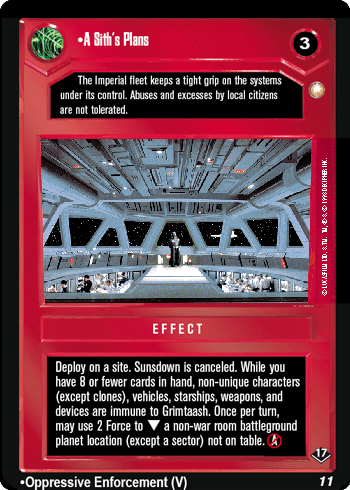 •A Sith's Plans
3
The Imperial fleet keeps a tight grip on the systems
under its control. Abuses and excesses by local citizens
are not tolerated.
EFFECT
Deploy on a site. Sunsdown is canceled. While you
have 8 or fewer cards in hand, non-unique characters
(except clones), vehicles, starships, weapons, and
devices are immune to Grimtaash. Once per turn,
may use 2 Force to ▼ a non-war room battleground
planet location (except a sector) not on table.
17
•Oppressive Enforcement (V)
11